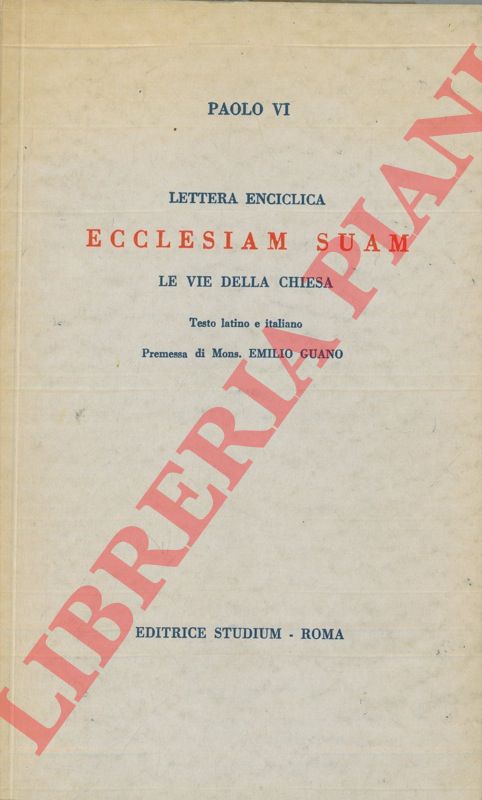 PAOLO VI
LETTERA ENCICLICA
ECCLESIAM SUAM
LE VIE DELLA CHIESA
Testo latino e italiano
Premessa di Mons. EMILIO GUANO
EDITRICE STUDIUM - ROMA
LIBRERIA PIANI